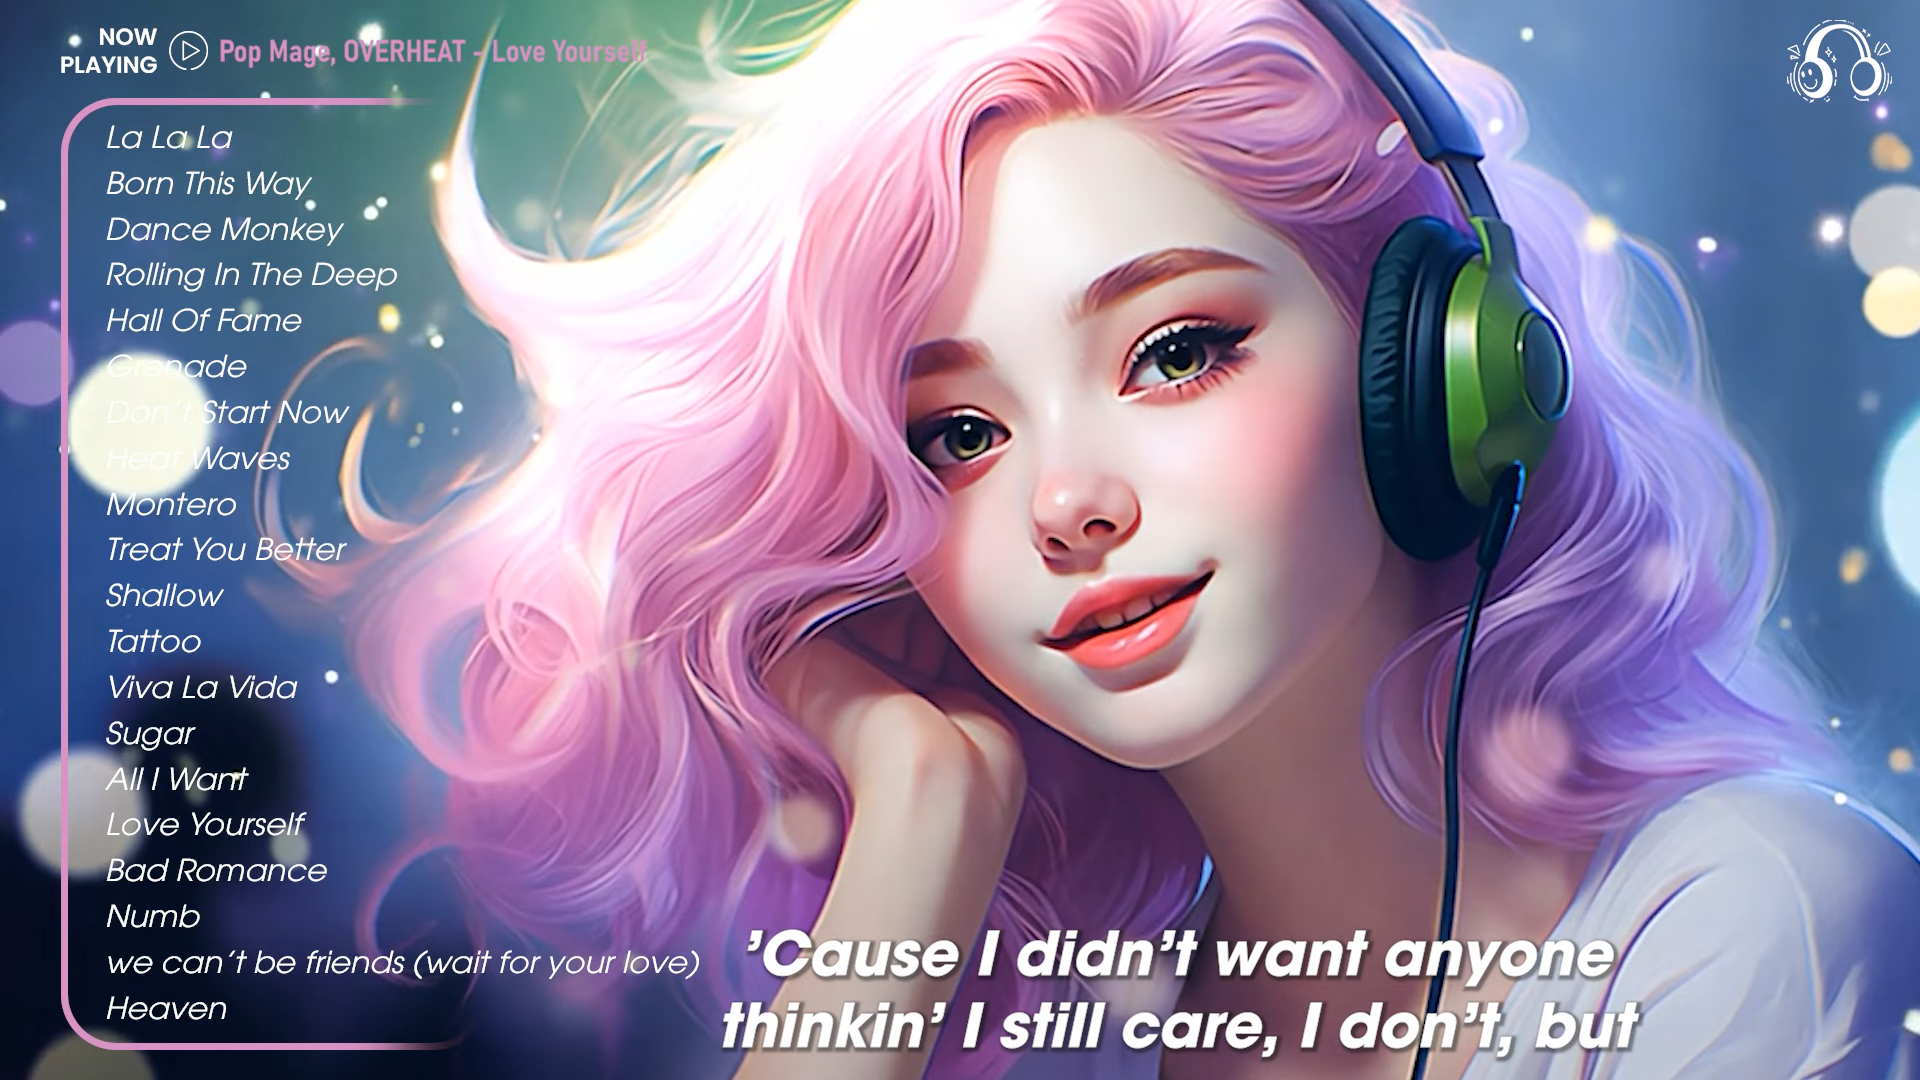 NOW
PLAYING
Pop Mage, OVERHEAT - Love Yourself
La La La
Born This Way
Dance Monkey
Rolling In The Deep
Hall Of Fame
Grenade
Don't Start Now
Heat Waves
Montero
Treat You Better
Shallow
Tattoo
Viva La Vida
Sugar
All I Want
Love Yourself
Bad Romance
Numb
we can't be friends (wait for your love)
Heaven
’Cause I didn’t want anyone
thinkin’ I still care, I don’t, but